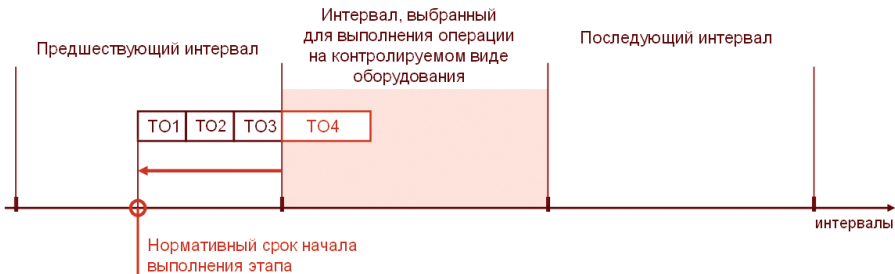 Предшествующий интервал
Интервал, выбранный
для выполнения операции
на контролируемом виде
оборудования
Последующий интервал
ТО1 ТО2 ТО3 ТО4
интервалы
Нормативный срок начала
выполнения этапа